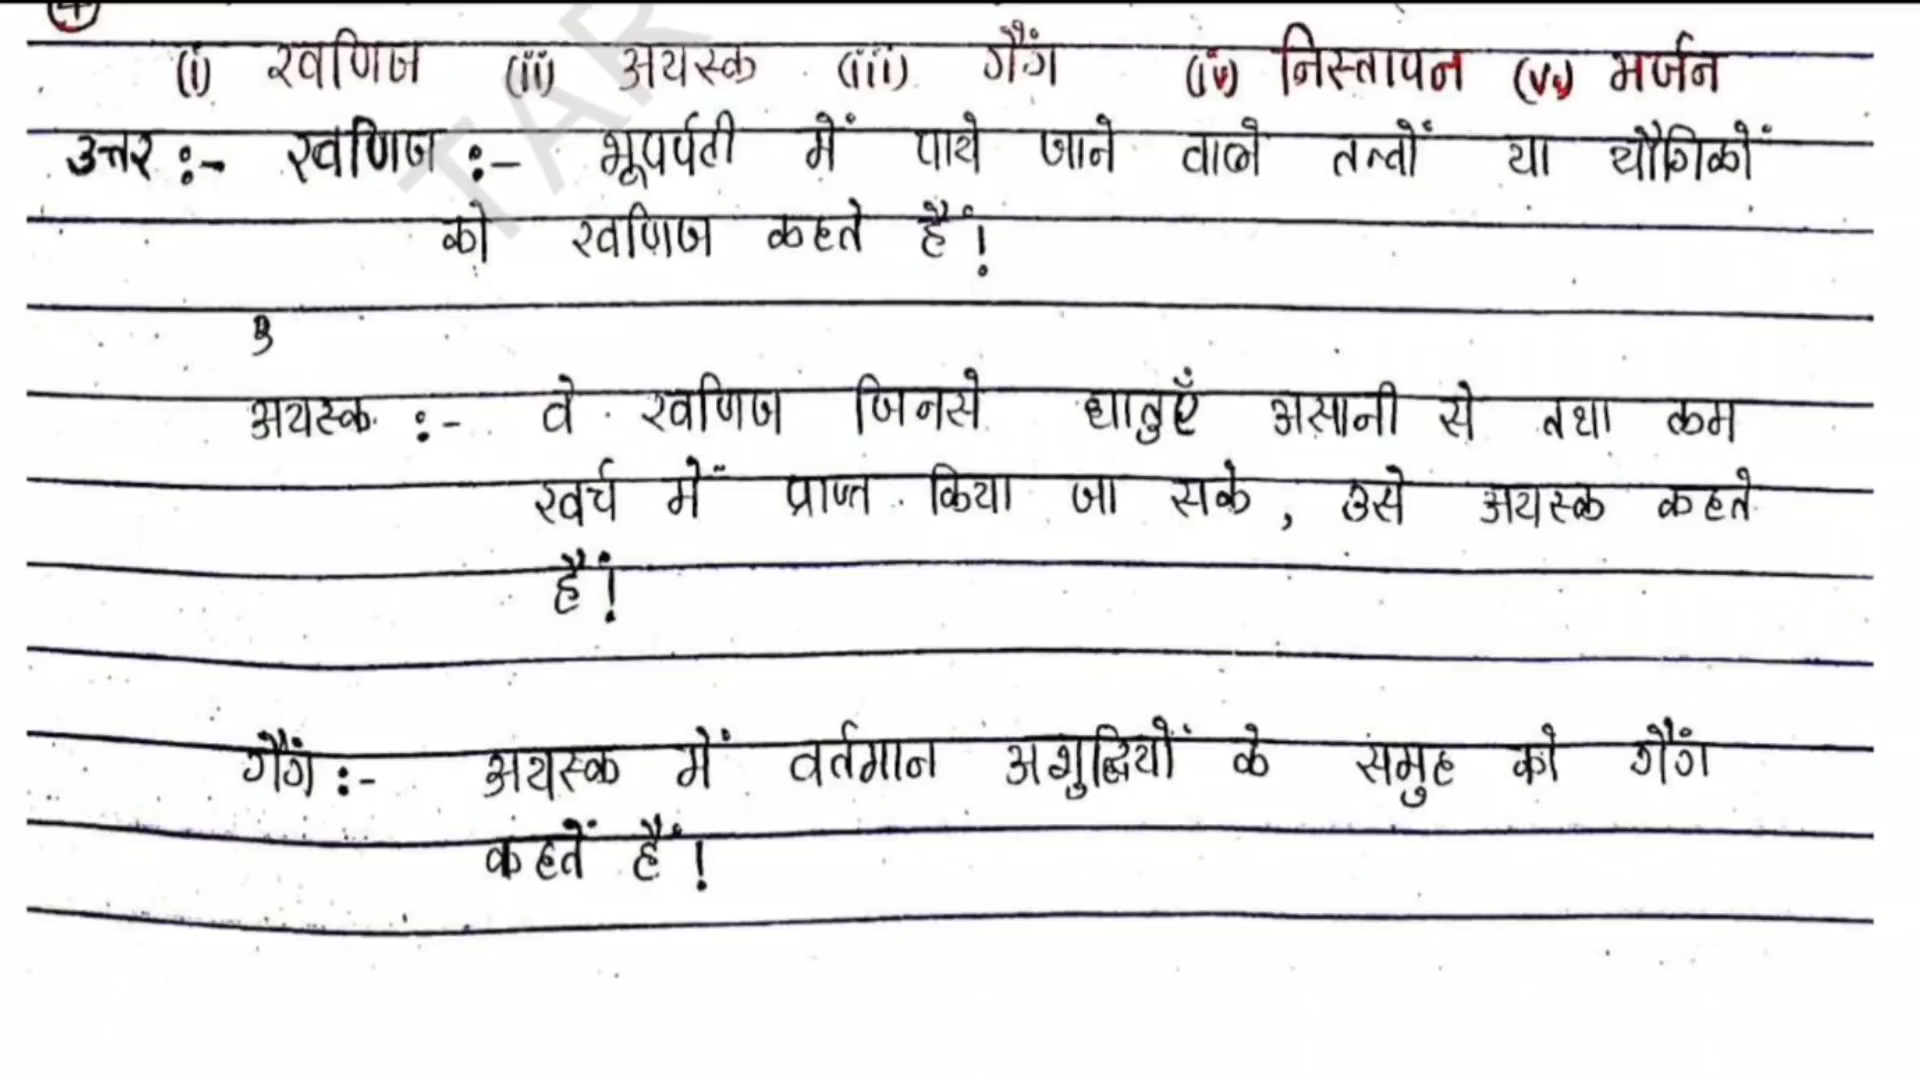 (i) खणिज (ii) अयस्क (iii) गैंग (iv) निस्तापन (v) भर्जन
उत्तर :- खणिज :- भूपर्पटी में पाये जाने वाले तत्वों या यौगिकों
को खणिज कहते हैं!
अयस्क :- वे खणिज जिनसे धातुएँ असानी से तथा कम
खर्च में प्राप्त किया जा सके, उसे अयस्क कहते
हैं!
गैंग :- अयस्क में वर्तमान अशुद्धियों के समुह को गैंग
कहतें हैं!